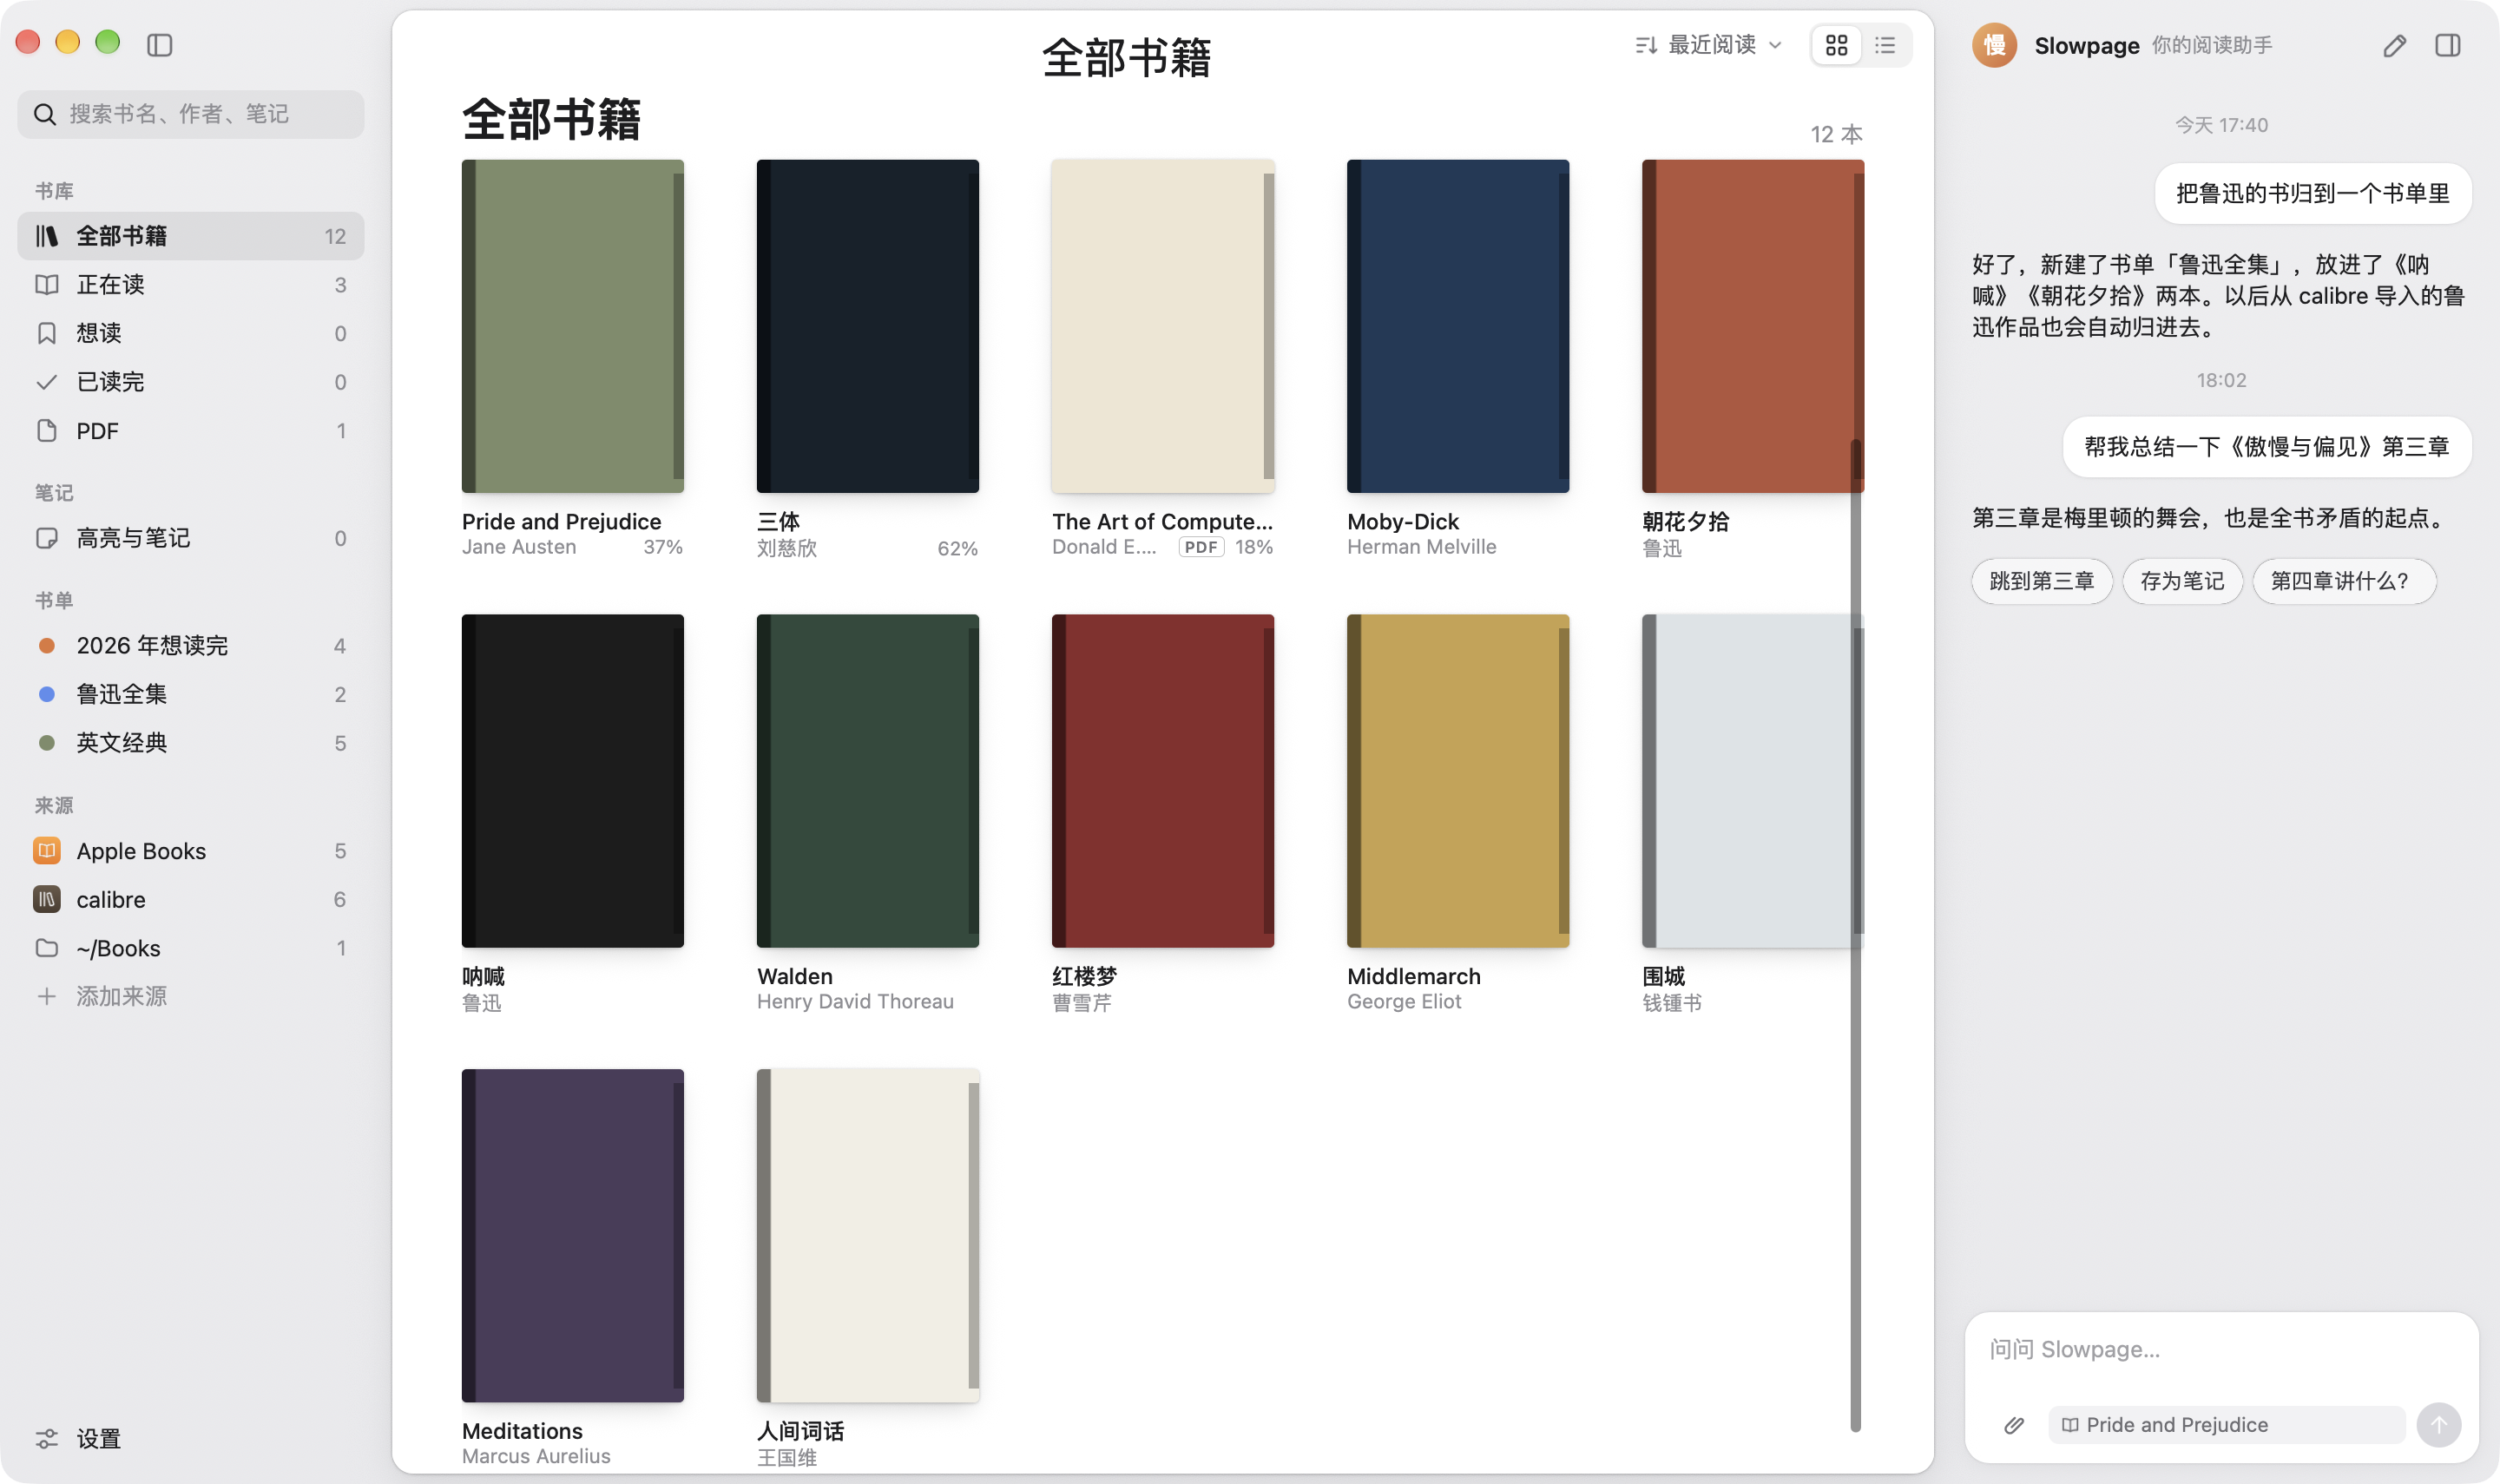 搜索书名、作者、笔记
书库
全部书籍 12
正在读 3
想读 0
已读完 0
PDF 1
笔记
高亮与笔记 0
书单
2026 年想读完 4
鲁迅全集 2
英文经典 5
来源
Apple Books 5
calibre 6
~/Books 1
添加来源
设置
全部书籍
最近阅读
全部书籍
12 本
Pride and Prejudice
Jane Austen 37%
三体
刘慈欣 62%
The Art of Compute...
Donald E.... PDF 18%
Moby-Dick
Herman Melville
朝花夕拾
鲁迅
呐喊
鲁迅
Walden
Henry David Thoreau
红楼梦
曹雪芹
Middlemarch
George Eliot
围城
钱锺书
Meditations
Marcus Aurelius
人间词话
王国维
慢 Slowpage 你的阅读助手
今天 17:40
把鲁迅的书归到一个书单里
好了，新建了书单「鲁迅全集」，放进了《呐
喊》《朝花夕拾》两本。以后从 calibre 导入的鲁
迅作品也会自动归进去。
18:02
帮我总结一下《傲慢与偏见》第三章
第三章是梅里顿的舞会，也是全书矛盾的起点。
跳到第三章 存为笔记 第四章讲什么？
问问 Slowpage...
Pride and Prejudice